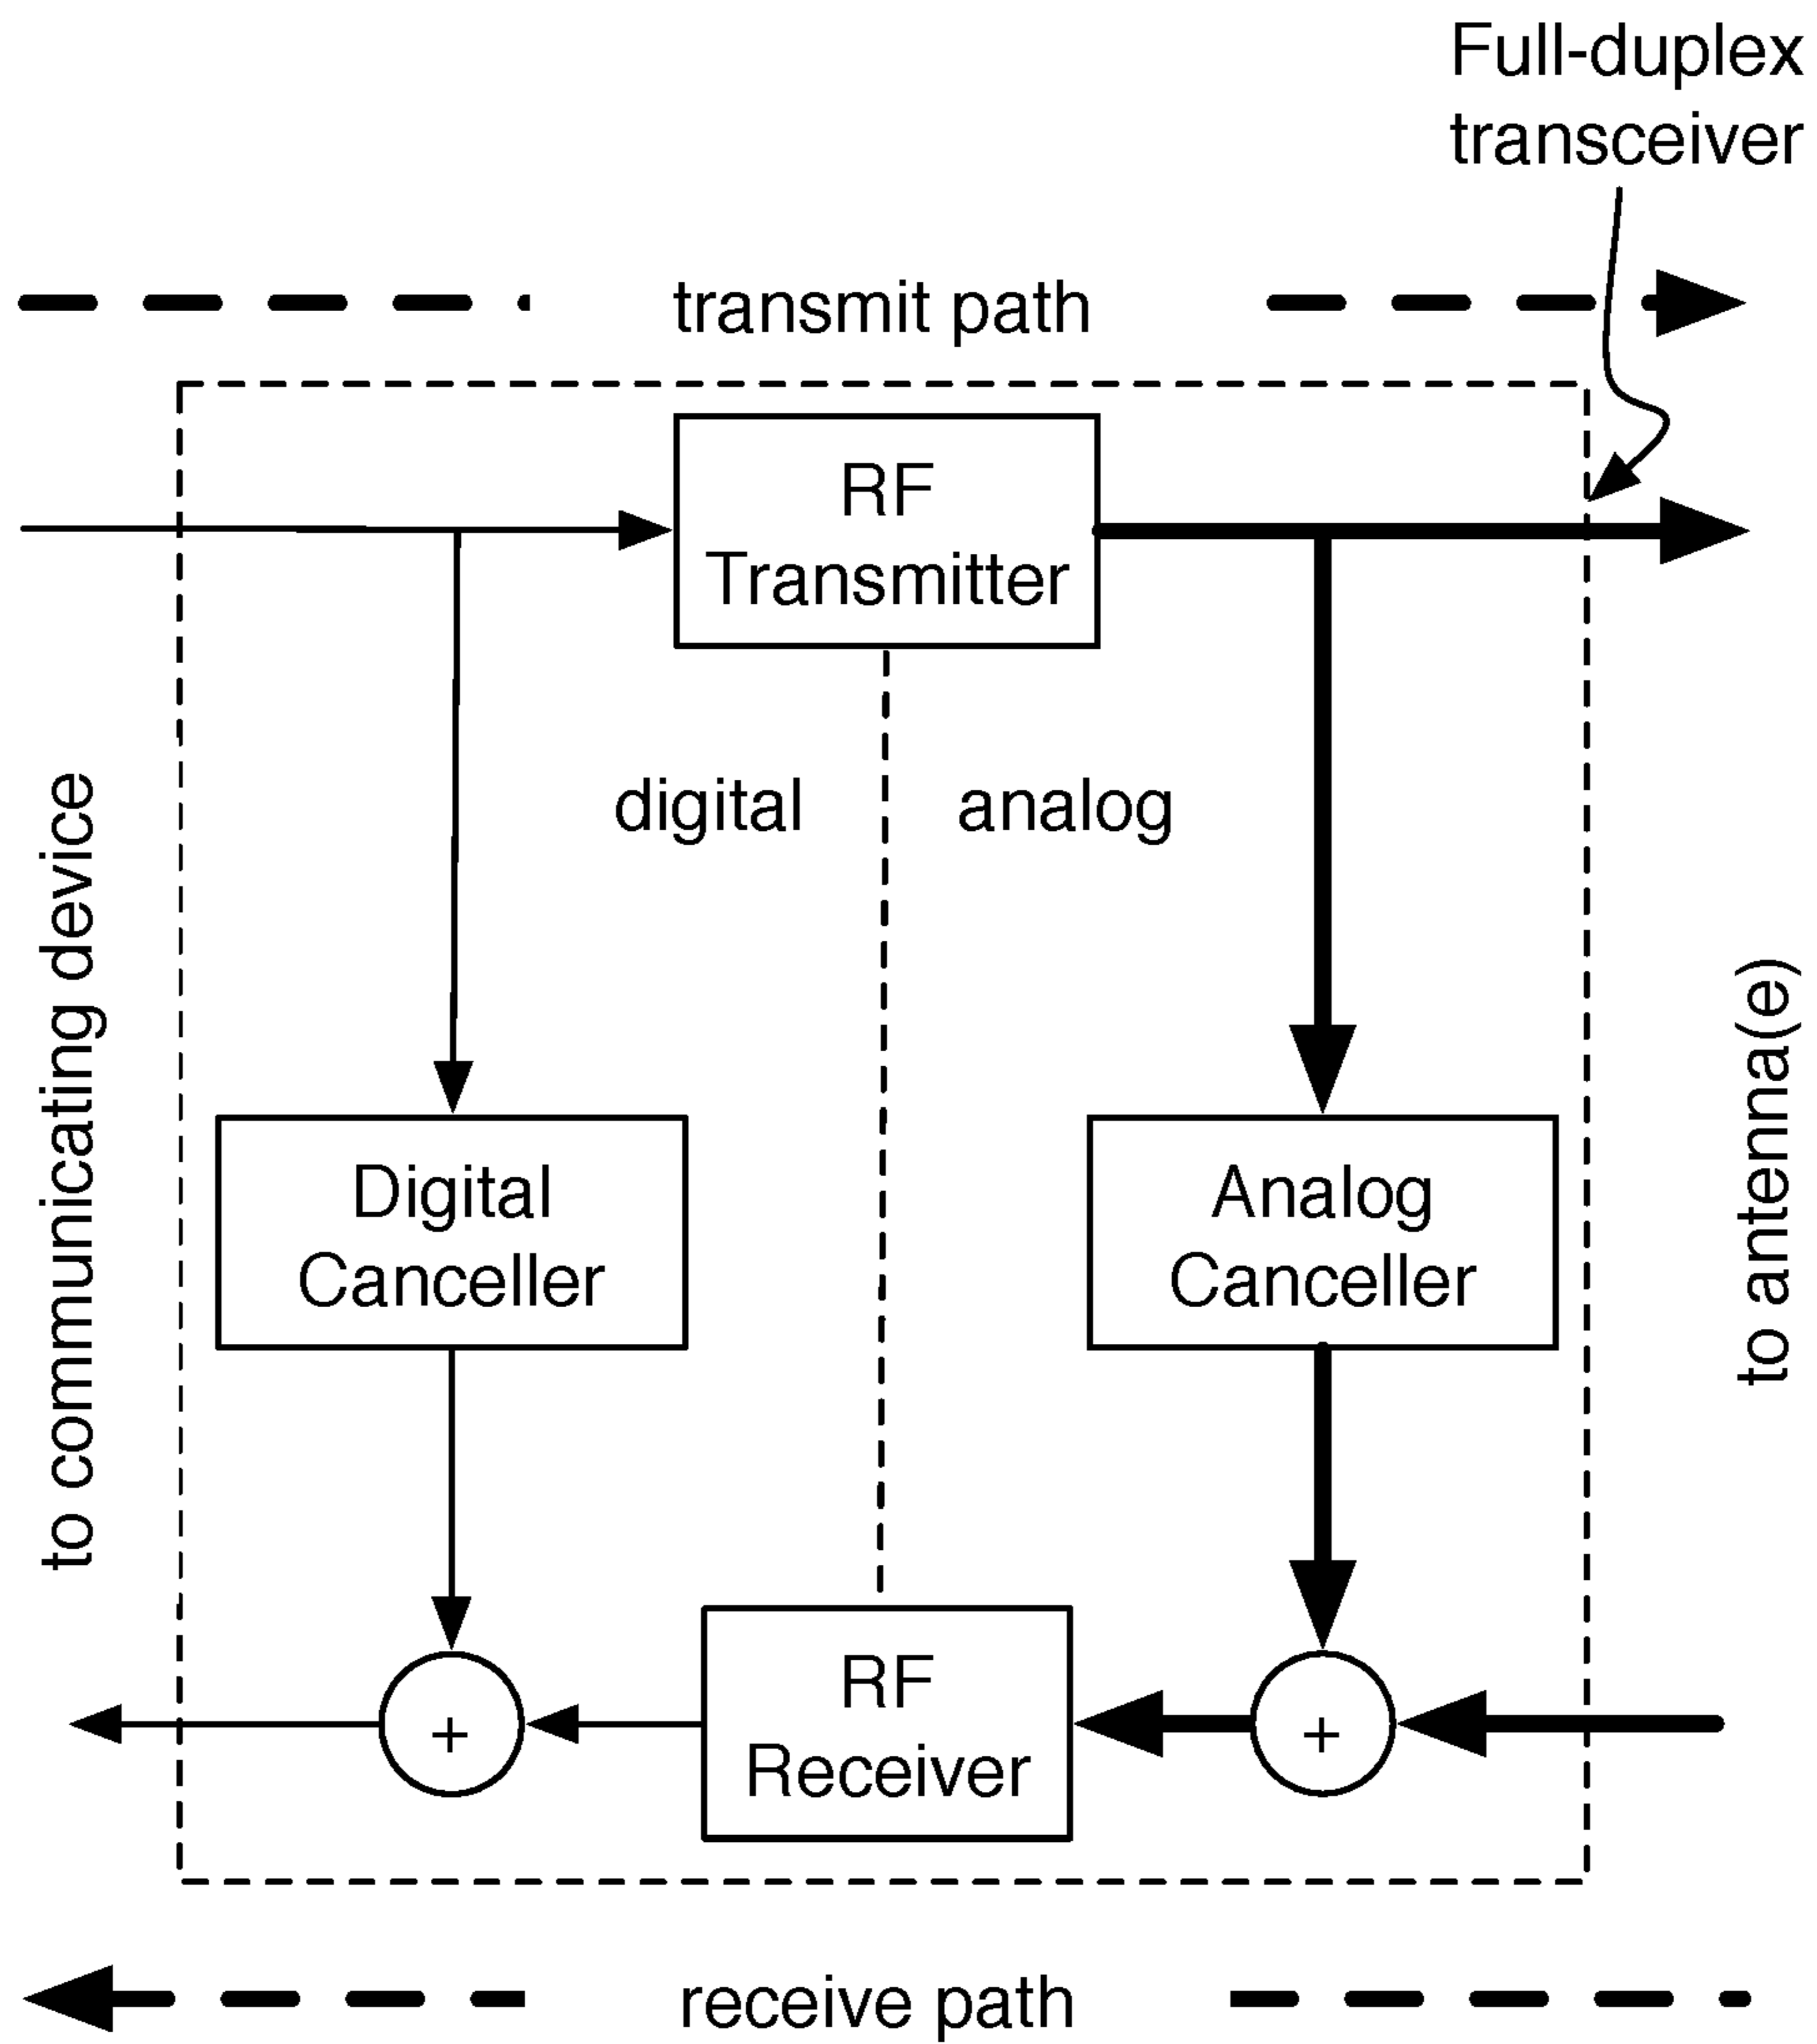 Full-duplex
transceiver
transmit path
RF
Transmitter
digital
analog
to communicating device
to antenna(e)
Digital
Canceller
Analog
Canceller
+
RF
Receiver
+
receive path